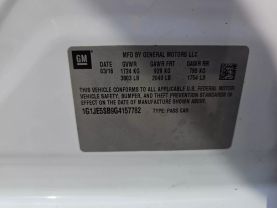 GM
MFD BY GENERAL MOTORS LLC
DATE GVWR GAWR FRT GAWR RR
03/16 1724 KG 929 KG 795 KG
3803 LB 2048 LB 1754 LB
THIS VEHICLE CONFORMS TO ALL APPLICABLE U.S. FEDERAL MOTOR VEHICLE
SAFETY, BUMPER, AND THEFT PREVENTION STANDARDS IN
EFFECT ON THE DATE OF MANUFACTURE SHOWN ABOVE.
TYPE: PASS CAR